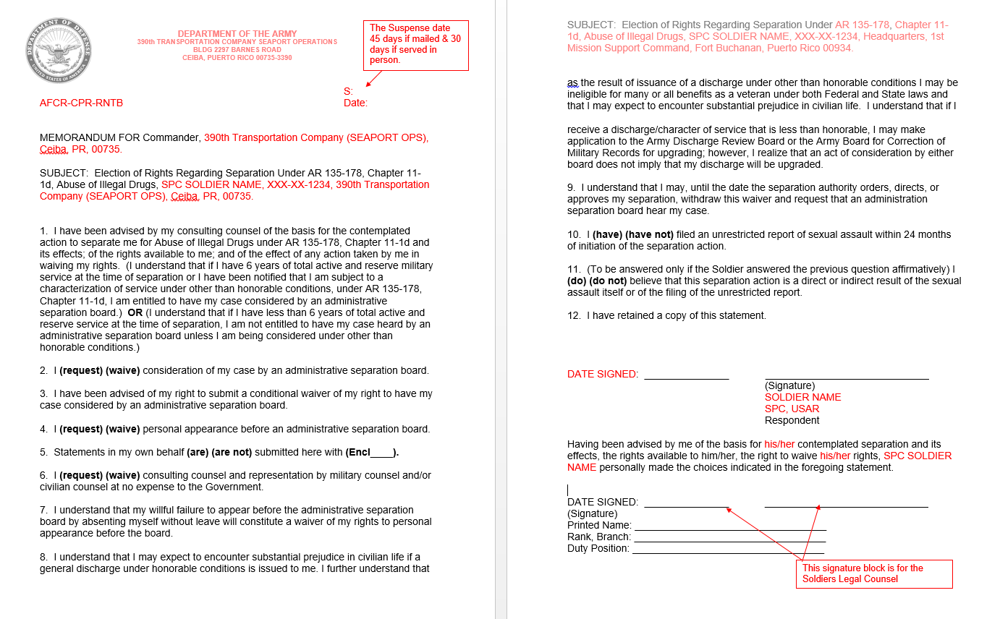 DEPARTMENT OF DEFENSE
UNITED STATES OF AMERICA
DEPARTMENT OF THE ARMY
390th TRANSPORTATION COMPANY SEAPORT OPERATIONS
BLDG 2297 BARNES ROAD
CEIBA, PUERTO RICO 00735-3390
The Suspense date
45 days if mailed & 30
days if served in
person.
S:
AFCR-CPR-RNTB Date:
MEMORANDUM FOR Commander, 390th Transportation Company (SEAPORT OPS),
Ceiba, PR, 00735.
SUBJECT:  Election of Rights Regarding Separation Under AR 135-178, Chapter 11-
1d, Abuse of Illegal Drugs, SPC SOLDIER NAME, XXX-XX-1234, 390th Transportation
Company (SEAPORT OPS), Ceiba, PR, 00735.
1.  I have been advised by my consulting counsel of the basis for the contemplated
action to separate me for Abuse of Illegal Drugs under AR 135-178, Chapter 11-1d and
its effects; of the rights available to me; and of the effect of any action taken by me in
waiving my rights.  (I understand that if I have 6 years of total active and reserve military
service at the time of separation or I have been notified that I am subject to a
characterization of service under other than honorable conditions, under AR 135-178,
Chapter 11-1d, I am entitled to have my case considered by an administrative
separation board.)  OR (I understand that if I have less than 6 years of total active and
reserve service at the time of separation, I am not entitled to have my case heard by an
administrative separation board unless I am being considered under other than
honorable conditions.)
2.  I (request) (waive) consideration of my case by an administrative separation board.
3.  I have been advised of my right to submit a conditional waiver of my right to have my
case considered by an administrative separation board.
4.  I (request) (waive) personal appearance before an administrative separation board.
5.  Statements in my own behalf (are) (are not) submitted here with (Encl____).
6.  I (request) (waive) consulting counsel and representation by military counsel and/or
civilian counsel at no expense to the Government.
7.  I understand that my willful failure to appear before the administrative separation
board by absenting myself without leave will constitute a waiver of my rights to personal
appearance before the board.
8.  I understand that I may expect to encounter substantial prejudice in civilian life if a
general discharge under honorable conditions is issued to me. I further understand that
SUBJECT:  Election of Rights Regarding Separation Under AR 135-178, Chapter 11-
1d, Abuse of Illegal Drugs, SPC SOLDIER NAME, XXX-XX-1234, Headquarters, 1st
Mission Support Command, Fort Buchanan, Puerto Rico 00934.
as the result of issuance of a discharge under other than honorable conditions I may be
ineligible for many or all benefits as a veteran under both Federal and State laws and
that I may expect to encounter substantial prejudice in civilian life.  I understand that if I
receive a discharge/character of service that is less than honorable, I may make
application to the Army Discharge Review Board or the Army Board for Correction of
Military Records for upgrading; however, I realize that an act of consideration by either
board does not imply that my discharge will be upgraded.
9.  I understand that I may, until the date the separation authority orders, directs, or
approves my separation, withdraw this waiver and request that an administration
separation board hear my case.
10.  I (have) (have not) filed an unrestricted report of sexual assault within 24 months
of initiation of the separation action.
11.  (To be answered only if the Soldier answered the previous question affirmatively) I
(do) (do not) believe that this separation action is a direct or indirect result of the sexual
assault itself or of the filing of the unrestricted report.
12.  I have retained a copy of this statement.
DATE SIGNED:  _______________
(Signature)
SOLDIER NAME
SPC, USAR
Respondent
Having been advised by me of the basis for his/her contemplated separation and its
effects, the rights available to him/her, the right to waive his/her rights, SPC SOLDIER
NAME personally made the choices indicated in the foregoing statement.
DATE SIGNED:  _______________
(Signature)
Printed Name: __________________
Rank, Branch: __________________
Duty Position: __________________
This signature block is for the
Soldiers Legal Counsel